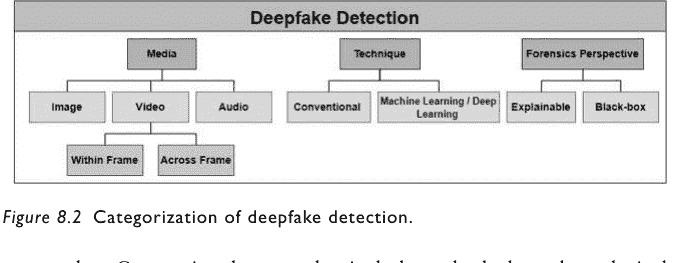 Deepfake Detection
Media
Technique
Forensics Perspective
Image
Video
Audio
Conventional
Machine Learning / Deep
Learning
Explainable
Black-box
Within Frame
Across Frame
Figure 8.2 Categorization of deepfake detection.